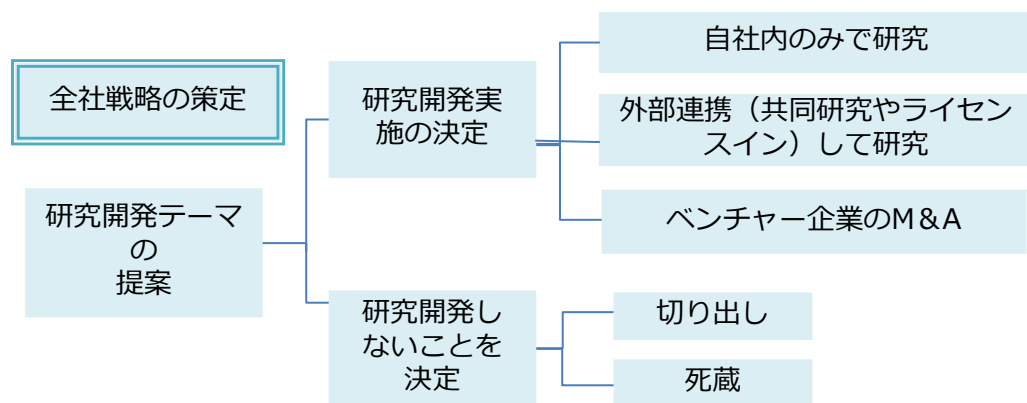 全社戦略の策定
研究開発テーマ
の
提案
研究開発実
施の決定
自社内のみで研究
外部連携（共同研究やライセン
スイン）して研究
ベンチャー企業のM＆A
研究開発し
ないことを
決定
切り出し
死蔵